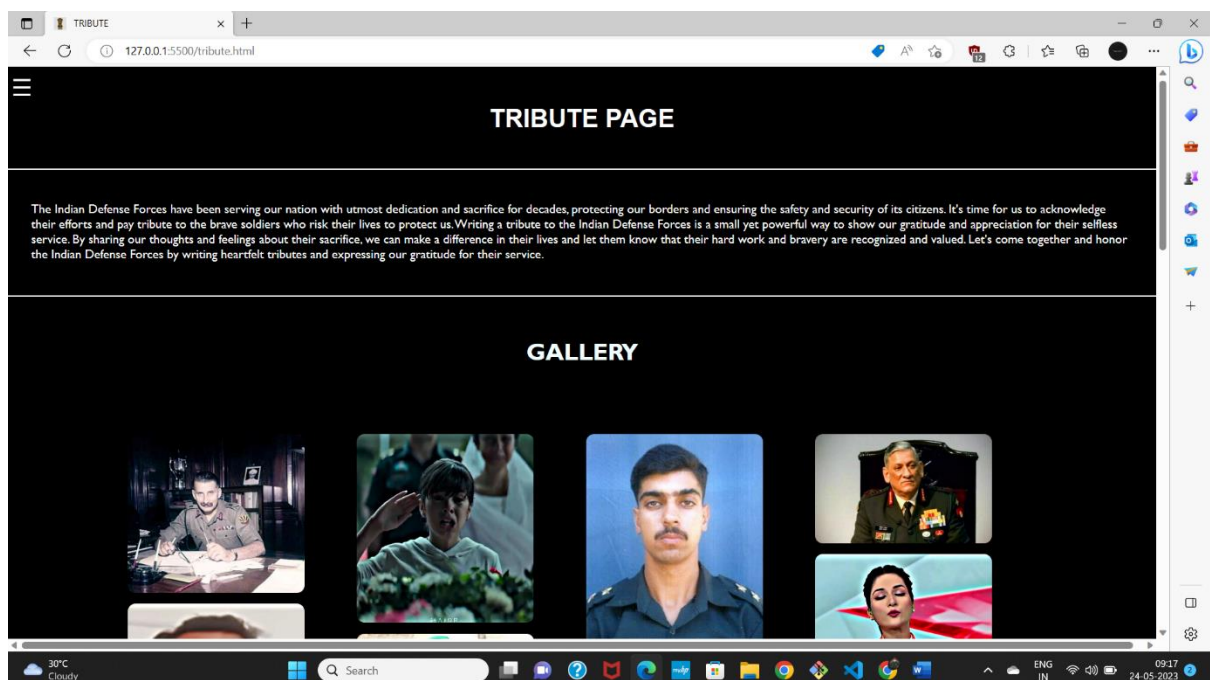 TRIBUTE
127.0.0.1:5500/tribute.html
12
TRIBUTE PAGE
The Indian Defense Forces have been serving our nation with utmost dedication and sacrifice for decades, protecting our borders and ensuring the safety and security of its citizens. It's time for us to acknowledge
their efforts and pay tribute to the brave soldiers who risk their lives to protect us.Writing a tribute to the Indian Defense Forces is a small yet powerful way to show our gratitude and appreciation for their selfless
service. By sharing our thoughts and feelings about their sacrifice, we can make a difference in their lives and let them know that their hard work and bravery are recognized and valued. Let's come together and honor
the Indian Defense Forces by writing heartfelt tributes and expressing our gratitude for their service.
GALLERY
30°C
Cloudy
Search
ENG
IN
09:17
24-05-2023
2